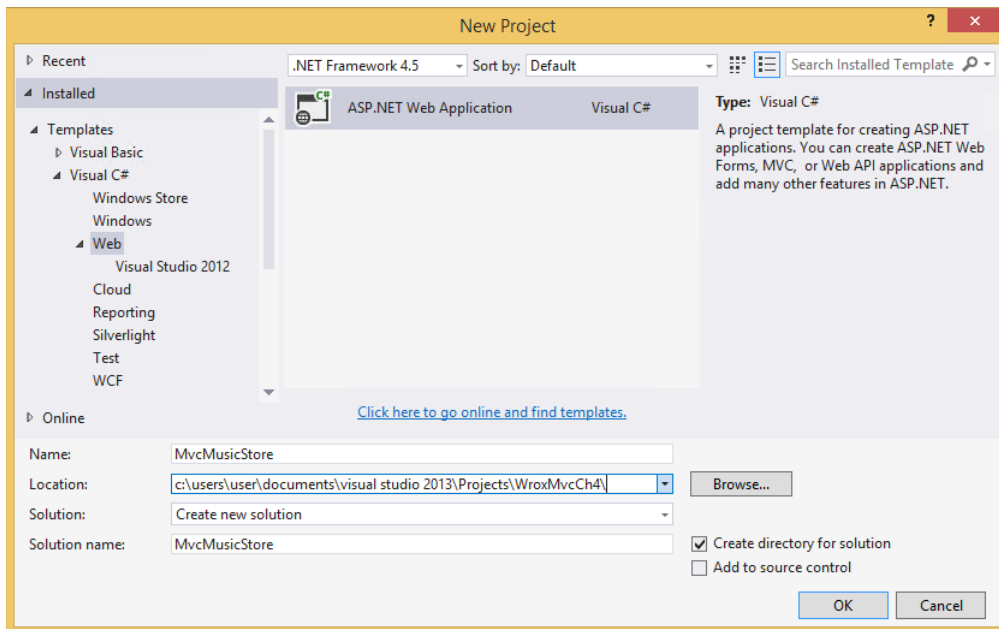 New Project
? ×
Recent
.NET Framework 4.5 Sort by: Default Search Installed Template
Installed
C#
ASP.NET Web Application Visual C#
Type: Visual C#
A project template for creating ASP.NET
applications. You can create ASP.NET Web
Forms, MVC, or Web API applications and
add many other features in ASP.NET.
Templates
Visual Basic
Visual C#
Windows Store
Windows
Web
Visual Studio 2012
Cloud
Reporting
Silverlight
Test
WCF
Online
Click here to go online and find templates.
Name: MvcMusicStore
Location: c:\users\user\documents\visual studio 2013\Projects\WroxMvcCh4\ Browse...
Solution: Create new solution
Solution name: MvcMusicStore
Create directory for solution
Add to source control
OK Cancel